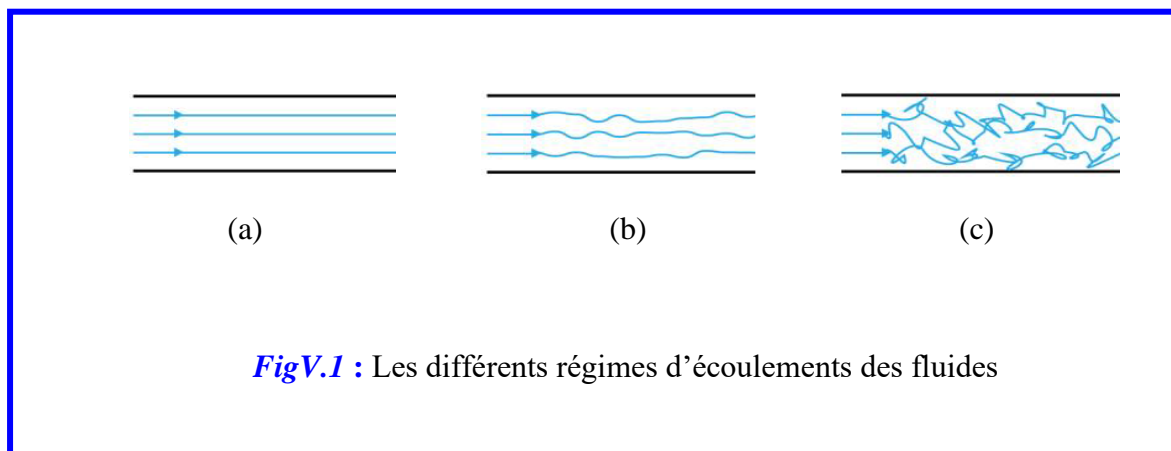 (a) (b) (c)
FigV.1 : Les différents régimes d’écoulements des fluides